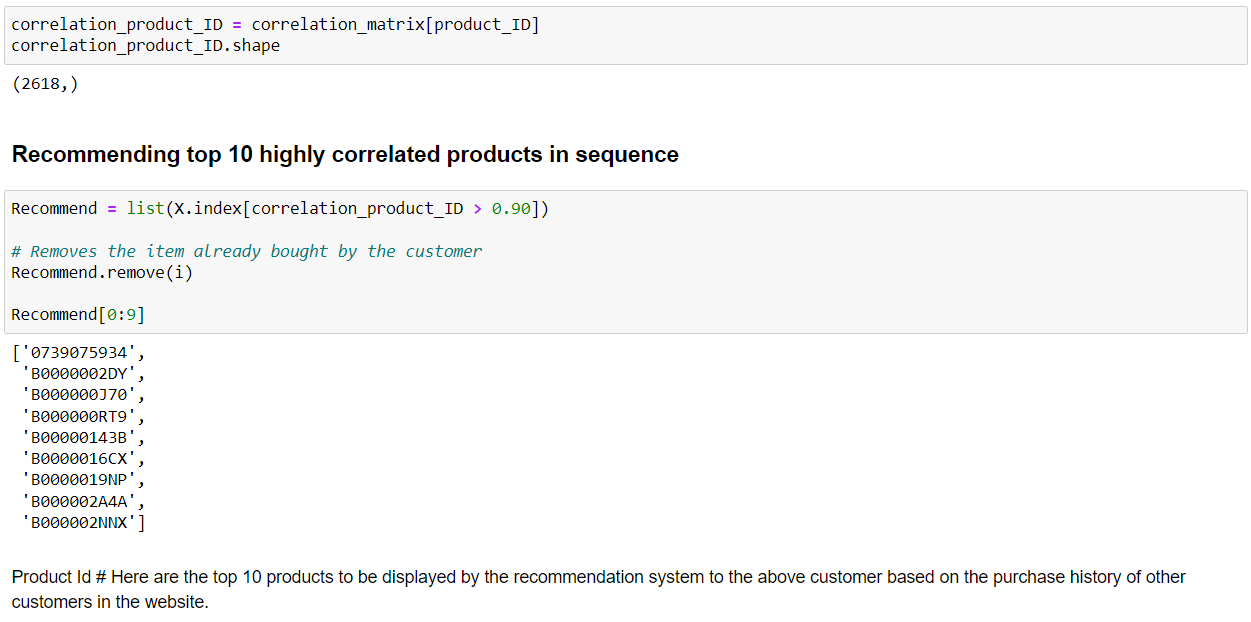 correlation_product_ID = correlation_matrix[product_ID]
correlation_product_ID.shape
(2618,)
Recommending top 10 highly correlated products in sequence
Recommend = list(X.index[correlation_product_ID > 0.90])
# Removes the item already bought by the customer
Recommend.remove(i)
Recommend[0:9]
['0739075934',
'B0000002DY',
'B000000J70',
'B000000RT9',
'B00000143B',
'B0000016CX',
'B0000019NP',
'B000002A4A',
'B000002NNX']
Product Id # Here are the top 10 products to be displayed by the recommendation system to the above customer based on the purchase history of other
customers in the website.